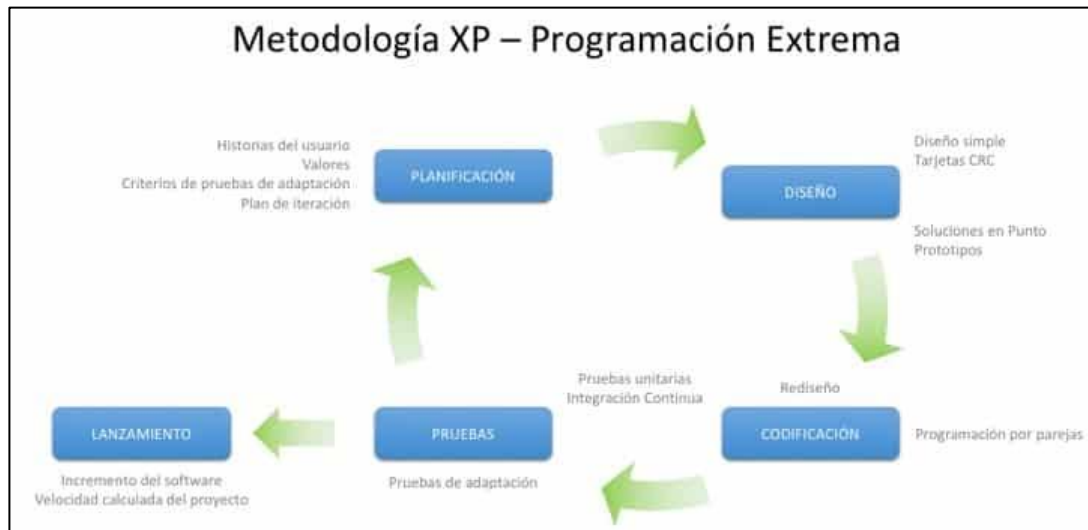 Metodología XP – Programación Extrema
Historias del usuario
Valores
Criterios de pruebas de adaptación
Plan de iteración
PLANIFICACIÓN
Diseño simple
Tarjetas CRC
DISEÑO
Soluciones en Punto
Prototipos
Rediseño
CODIFICACIÓN
Programación por parejas
Pruebas unitarias
Integración Continua
PRUEBAS
Pruebas de adaptación
LANZAMIENTO
Incremento del software
Velocidad calculada del proyecto